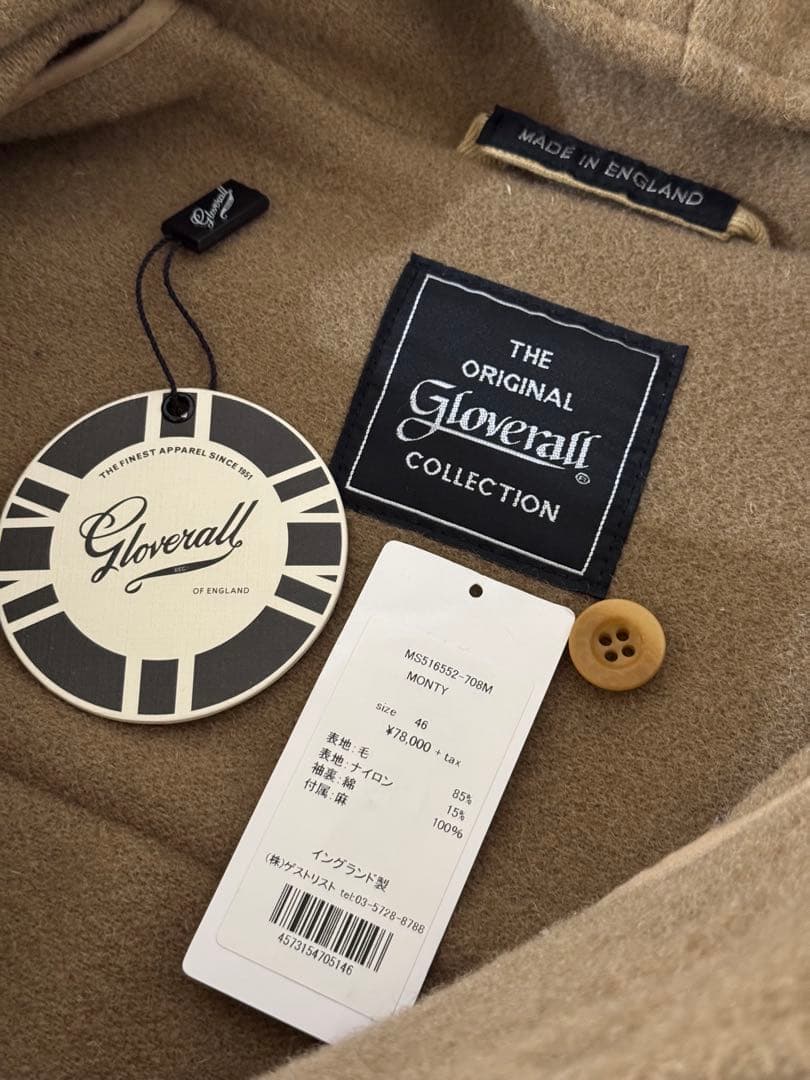 MADE IN ENGLAND
Gloverall
THE
ORIGINAL
Gloverall®
COLLECTION
THE FINEST APPAREL SINCE 1951
Gloverall
OF ENGLAND
MS516552-708M
MONTY
size 46
¥78,000 + tax
表地:毛 85%
表地:ナイロン 15%
袖裏:綿 100%
付属:麻
イングランド製
(株)ゲストリスト tel:03-5728-8788
4573154705146